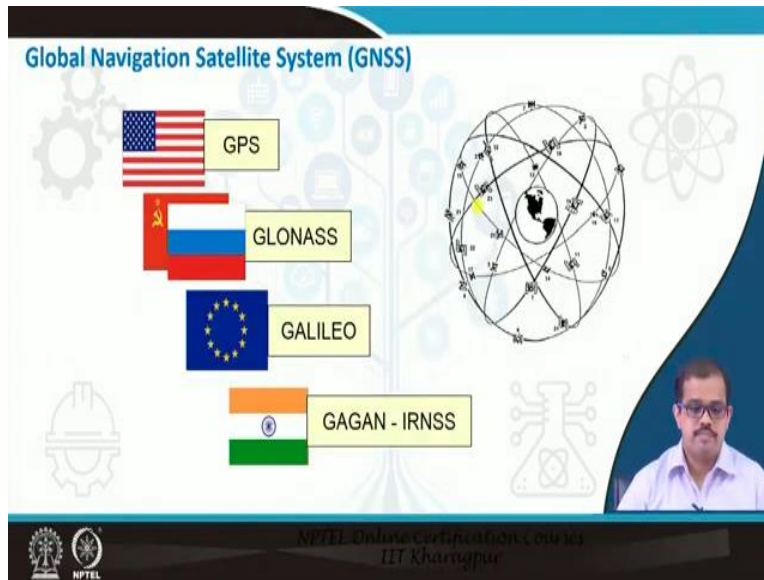 Global Navigation Satellite System (GNSS)
GPS
GLONASS
GALILEO
GAGAN - IRNSS
NPTEL Online Certification Courses
IIT Kharagpur
NPTEL